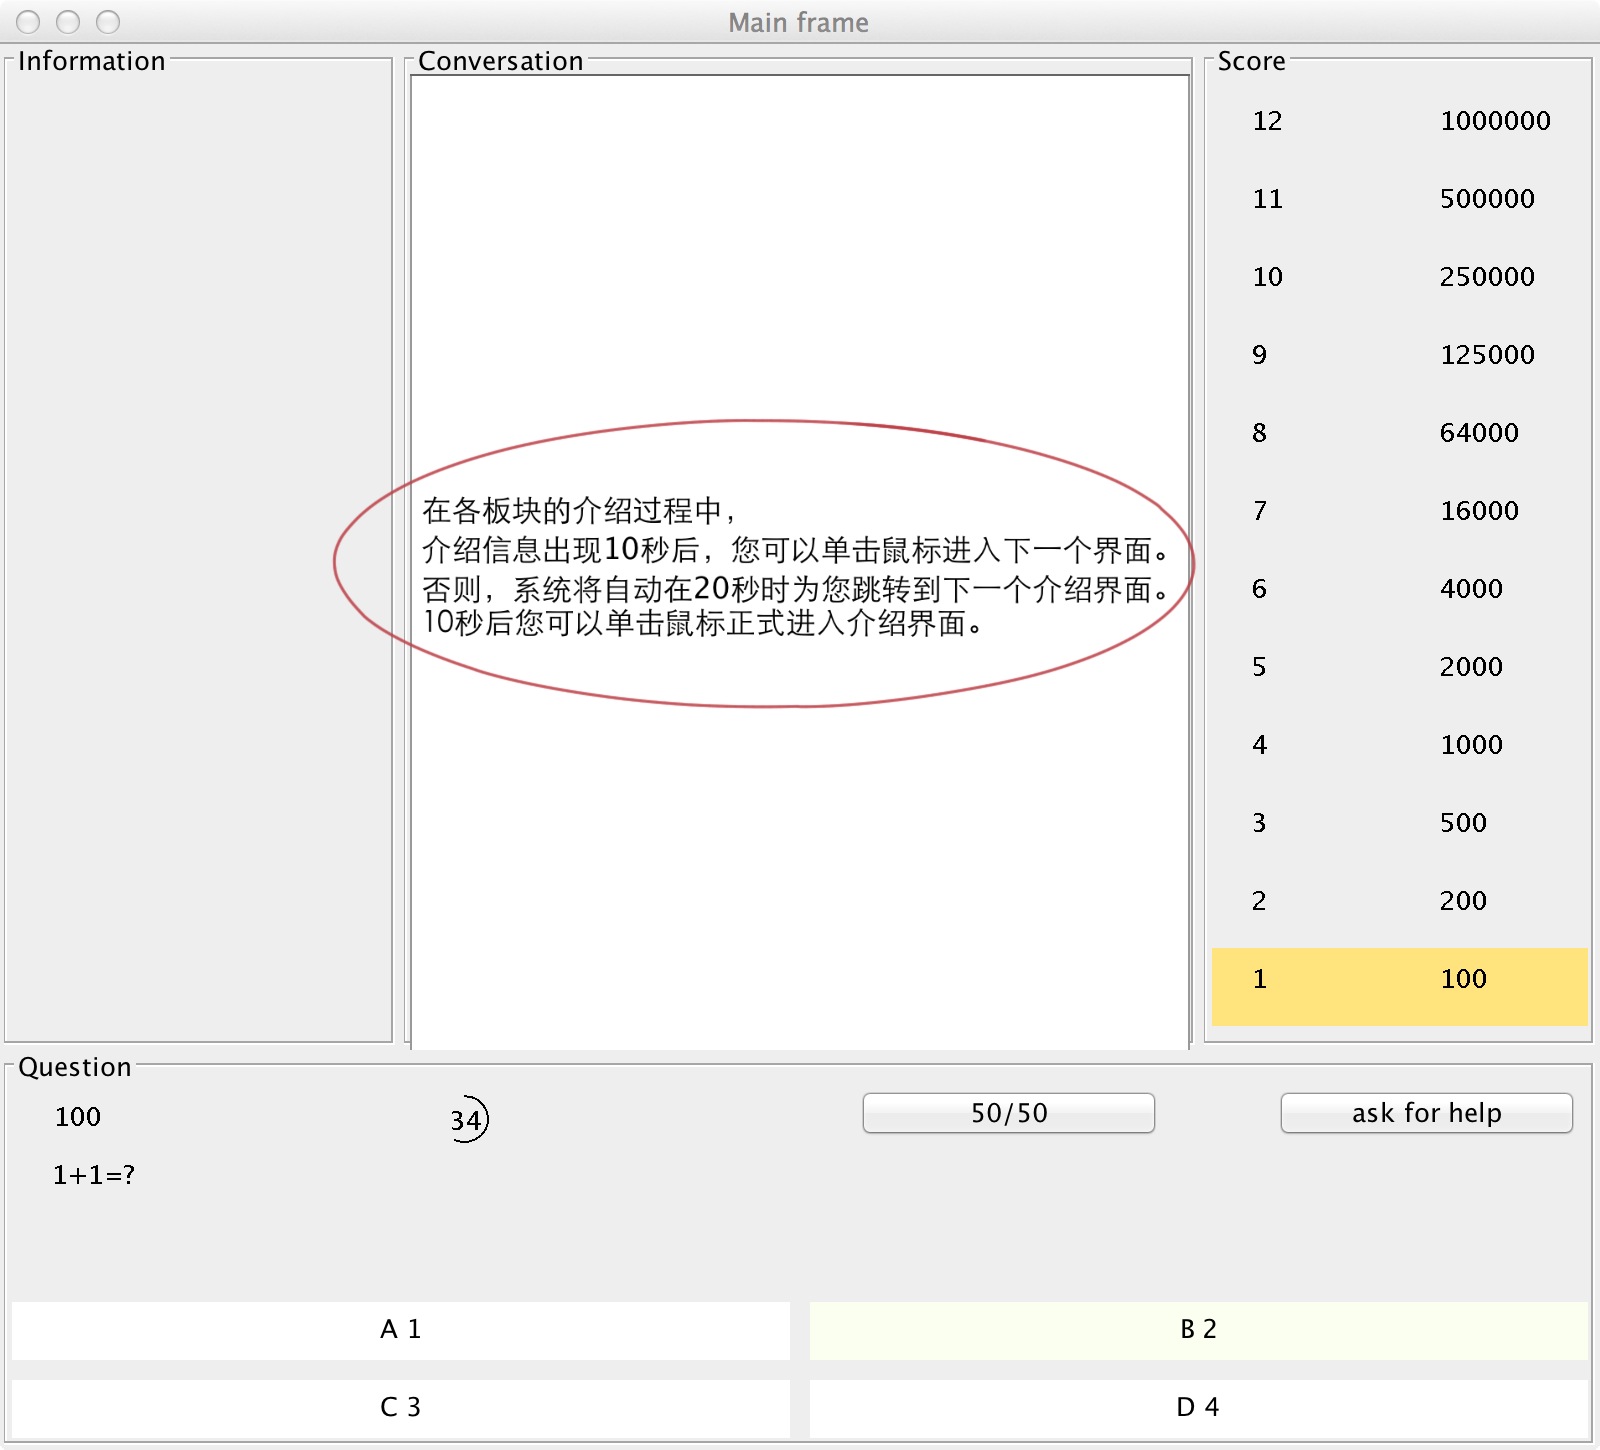 Main frame
Information
Conversation
在各板块的介绍过程中，
介绍信息出现10秒后，您可以单击鼠标进入下一个界面。
否则，系统将自动在20秒时为您跳转到下一个介绍界面。
10秒后您可以单击鼠标正式进入介绍界面。
Score
12 1000000
11 500000
10 250000
9 125000
8 64000
7 16000
6 4000
5 2000
4 1000
3 500
2 200
1 100
Question
100 34 50/50 ask for help
1+1=?
A 1 B 2
C 3 D 4